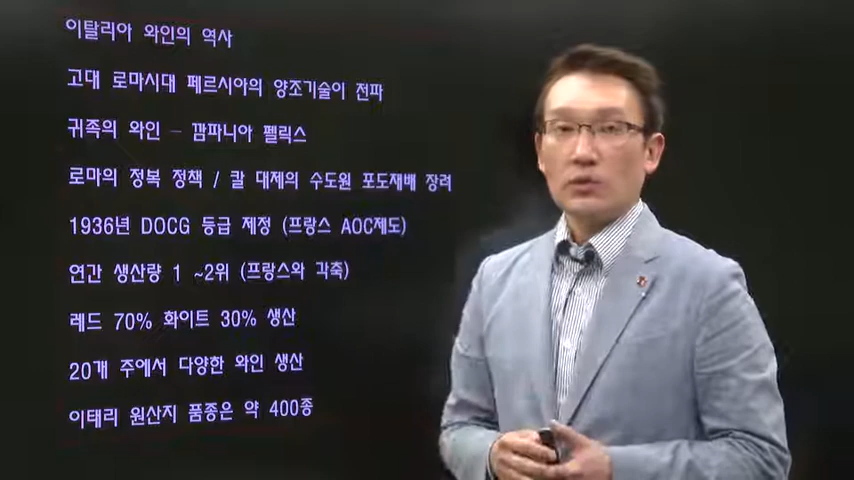 이탈리아 와인의 역사
고대 로마시대 페르시아의 양조기술이 전파
귀족의 와인 – 깜파니아 펠릭스
로마의 정복 정책 / 칼 대제의 수도원 포도재배 장려
1936년 DOCG 등급 제정 (프랑스 AOC제도)
연간 생산량 1 ~2위 (프랑스와 각축)
레드 70% 화이트 30% 생산
20개 주에서 다양한 와인 생산
이태리 원산지 품종은 약 400종